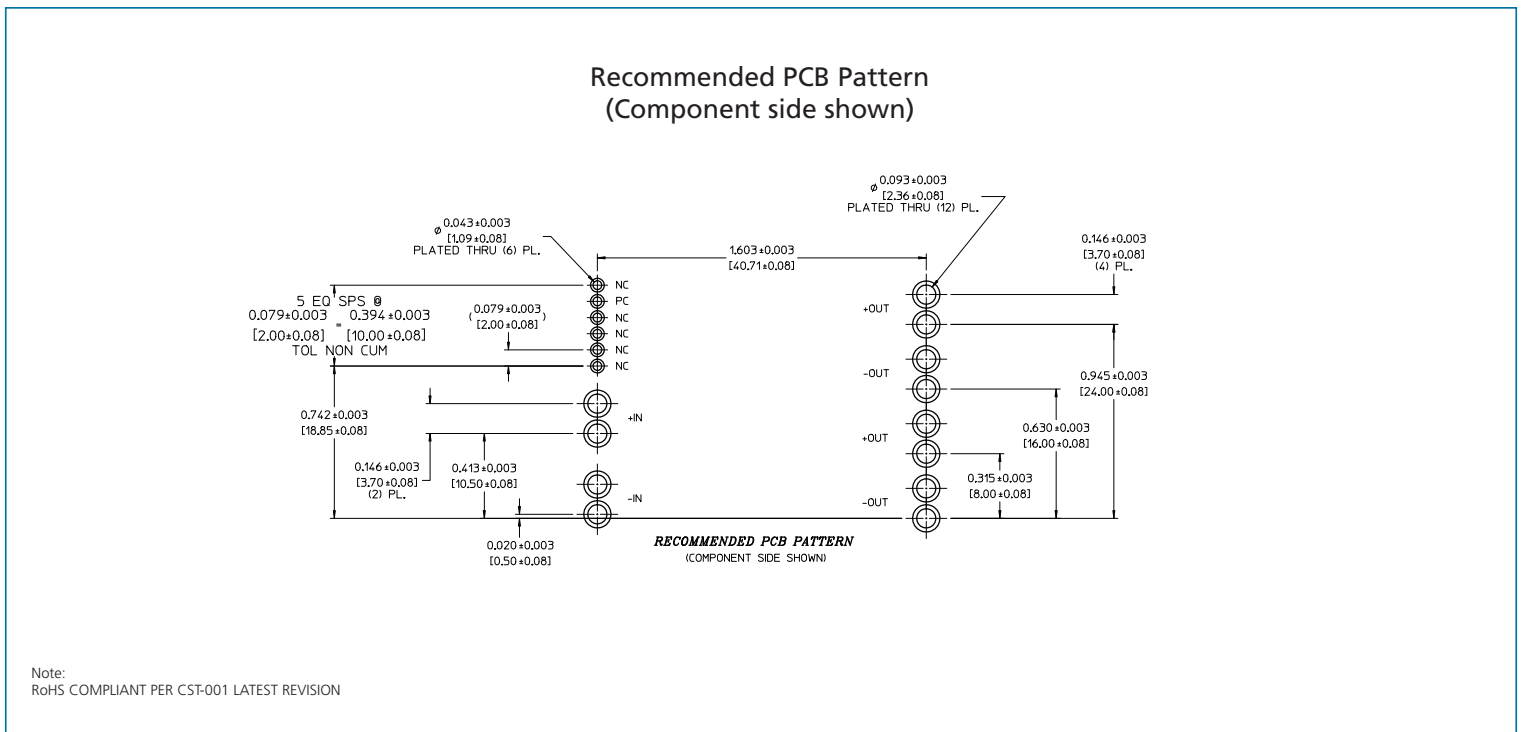 Recommended PCB Pattern
(Component side shown)
ø 0.093±0.003
[2.36±0.08]
PLATED THRU (12) PL.
ø 0.043±0.003
[1.09±0.08]
PLATED THRU (6) PL.
1.603±0.003
[40.71±0.08]
0.146±0.003
[3.70±0.08]
(4) PL.
5 EQ SPS @
0.079±0.003 = 0.394±0.003
[2.00±0.08] [10.00±0.08]
TOL NON CUM
( 0.079±0.003 )
[2.00±0.08]
NC
PC
NC
NC
NC
NC
+OUT
-OUT
+OUT
-OUT
+IN
-IN
0.742±0.003
[18.85±0.08]
0.146±0.003
[3.70±0.08]
(2) PL.
0.413±0.003
[10.50±0.08]
0.020±0.003
[0.50±0.08]
0.945±0.003
[24.00±0.08]
0.630±0.003
[16.00±0.08]
0.315±0.003
[8.00±0.08]
RECOMMENDED PCB PATTERN
(COMPONENT SIDE SHOWN)
Note:
RoHS COMPLIANT PER CST-001 LATEST REVISION